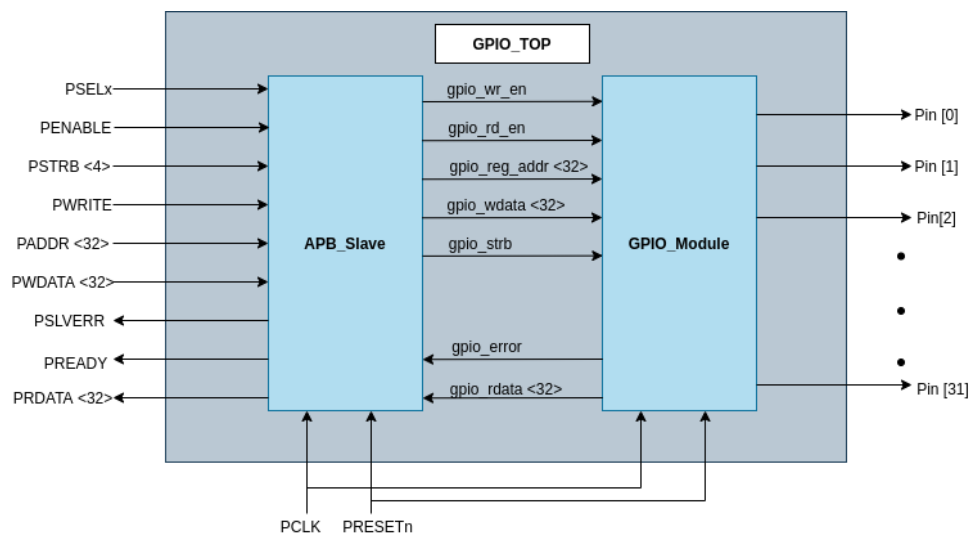 GPIO_TOP
PSELx
PENABLE
PSTRB <4>
PWRITE
PADDR <32>
PWDATA <32>
PSLVERR
PREADY
PRDATA <32>
APB_Slave
gpio_wr_en
gpio_rd_en
gpio_reg_addr <32>
gpio_wdata <32>
gpio_strb
gpio_error
gpio_rdata <32>
GPIO_Module
Pin [0]
Pin [1]
Pin[2]
Pin [31]
PCLK
PRESETn